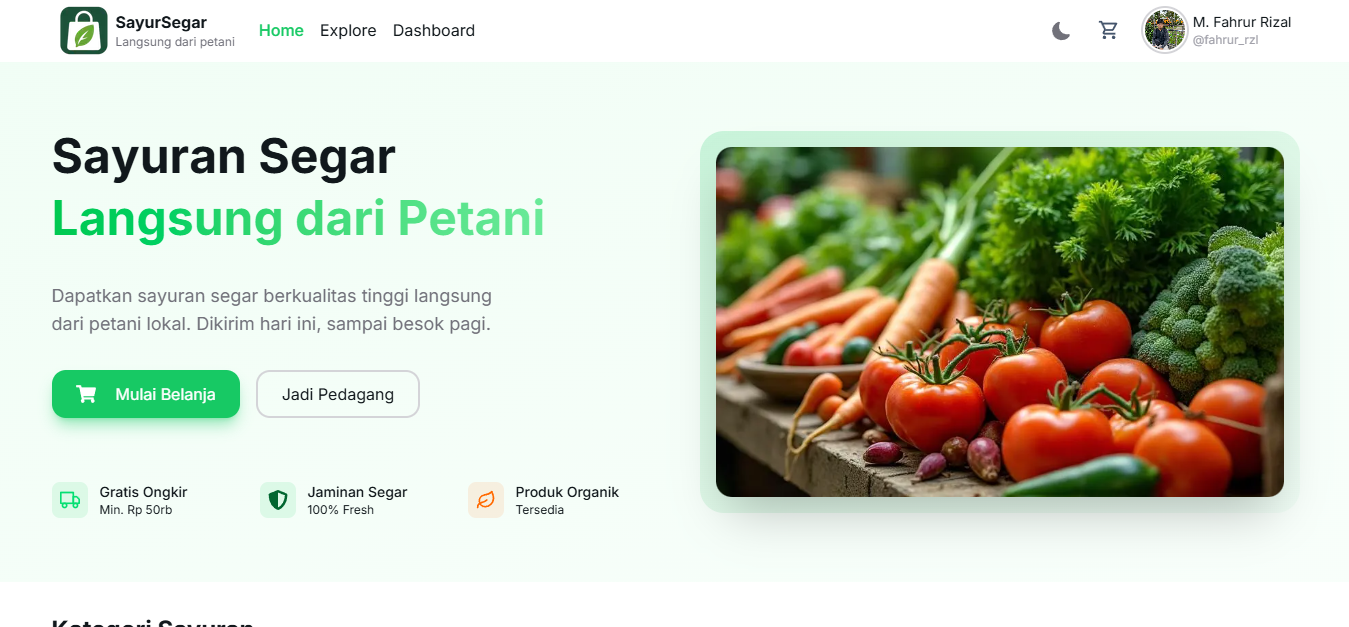 SayurSegar
Langsung dari petani
Home Explore Dashboard
M. Fahrur Rizal
@fahrur_rzl
Sayuran Segar
Langsung dari Petani
Dapatkan sayuran segar berkualitas tinggi langsung
dari petani lokal. Dikirim hari ini, sampai besok pagi.
Mulai Belanja
Jadi Pedagang
Gratis Ongkir
Min. Rp 50rb
Jaminan Segar
100% Fresh
Produk Organik
Tersedia
Kategori Sayuran